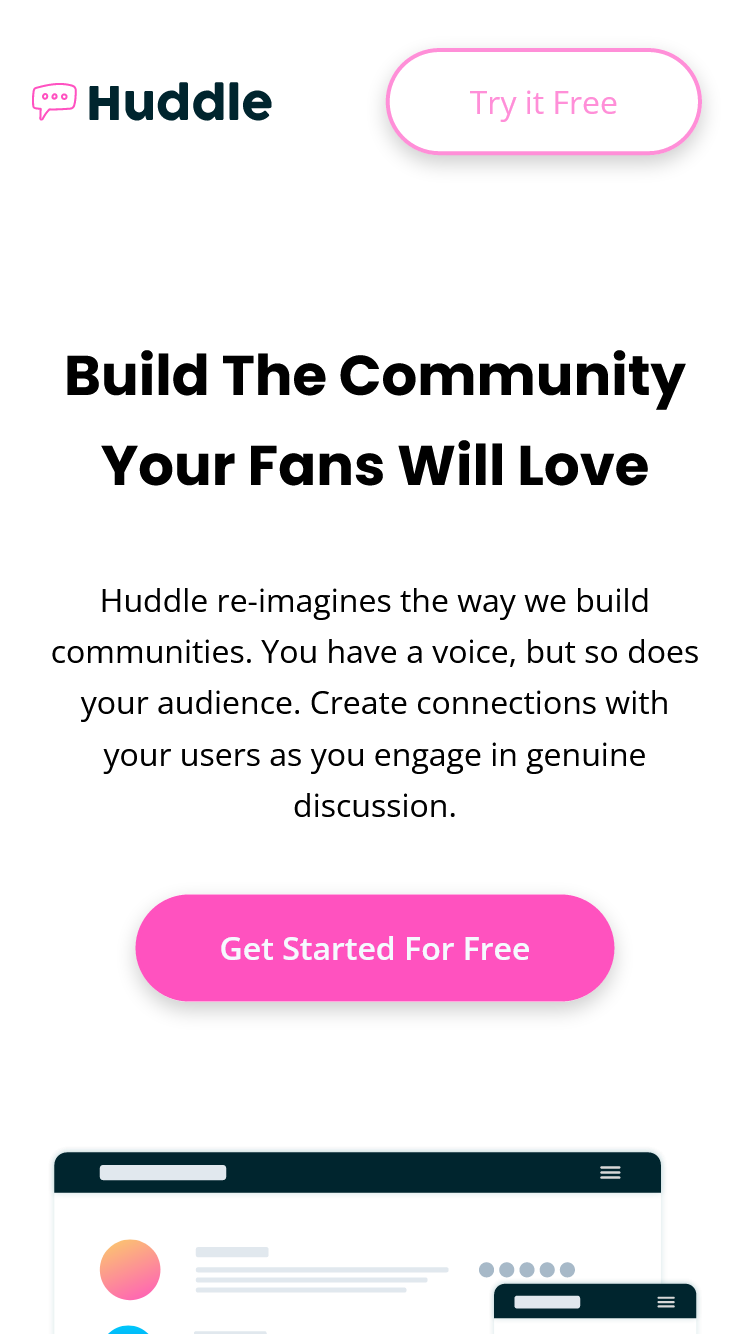 Huddle
Try it Free
Build The Community
Your Fans Will Love
Huddle re-imagines the way we build
communities. You have a voice, but so does
your audience. Create connections with
your users as you engage in genuine
discussion.
Get Started For Free